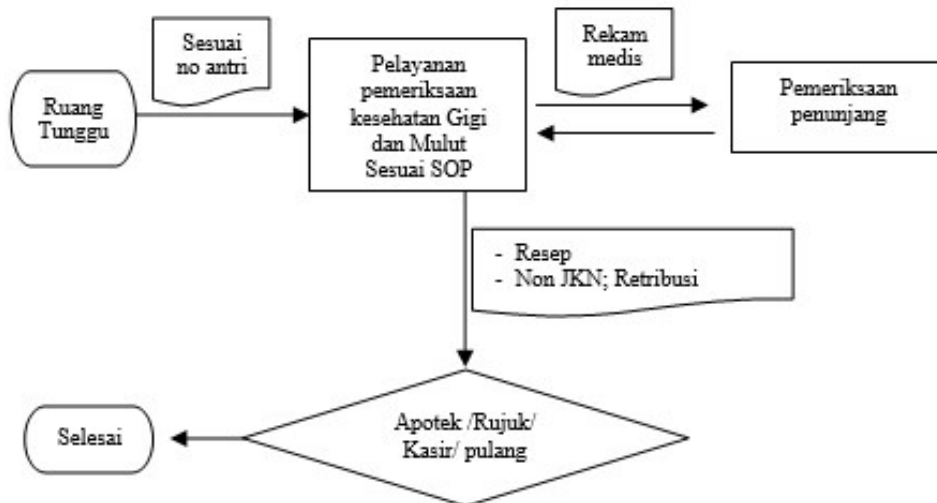 Sesuai
no antri
Rekam
medis
Ruang
Tunggu
Pelayanan
pemeriksaan
kesehatan Gigi
dan Mulut
Sesuai SOP
Pemeriksaan
penunjang
- Resep
- Non JKN; Retribusi
Apotek /Rujuk/
Kasir/ pulang
Selesai